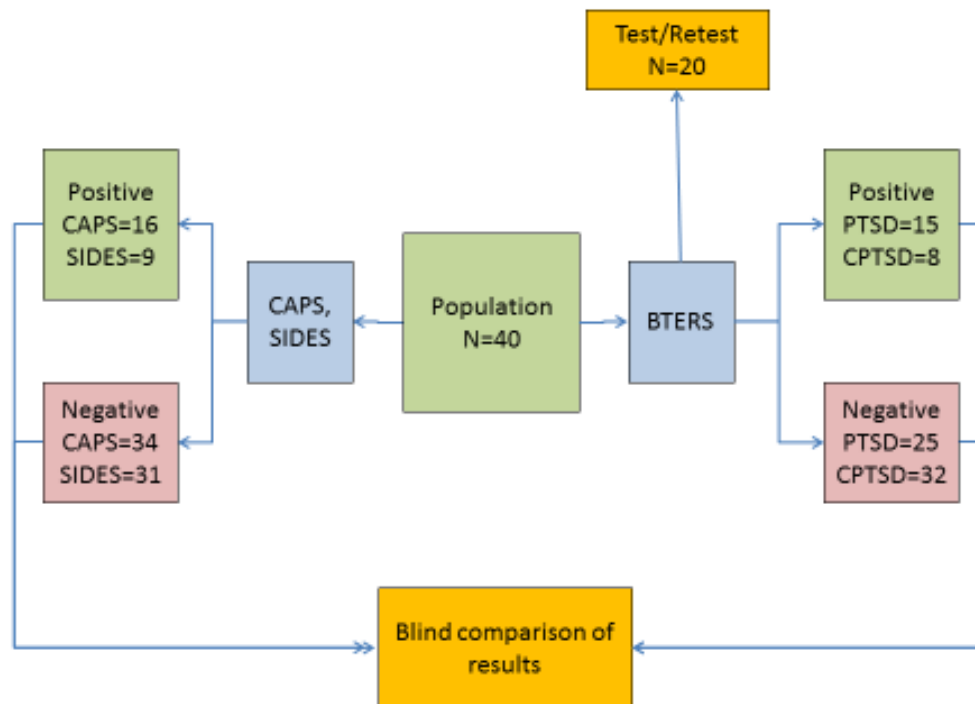 Test/Retest
N=20
Positive
CAPS=16
SIDES=9
CAPS,
SIDES
Population
N=40
BTERS
Positive
PTSD=15
CPTSD=8
Negative
CAPS=34
SIDES=31
Negative
PTSD=25
CPTSD=32
Blind comparison of
results